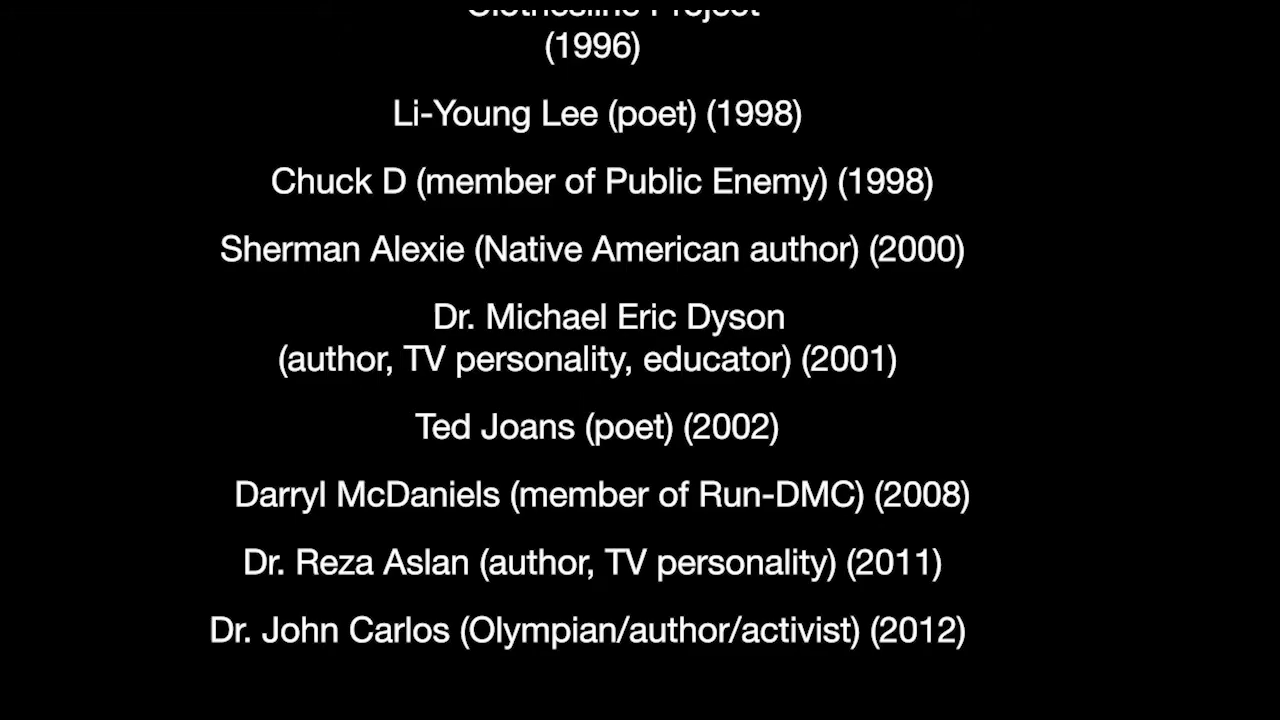 Clothesline Project
(1996)
Li-Young Lee (poet) (1998)
Chuck D (member of Public Enemy) (1998)
Sherman Alexie (Native American author) (2000)
Dr. Michael Eric Dyson
(author, TV personality, educator) (2001)
Ted Joans (poet) (2002)
Darryl McDaniels (member of Run-DMC) (2008)
Dr. Reza Aslan (author, TV personality) (2011)
Dr. John Carlos (Olympian/author/activist) (2012)